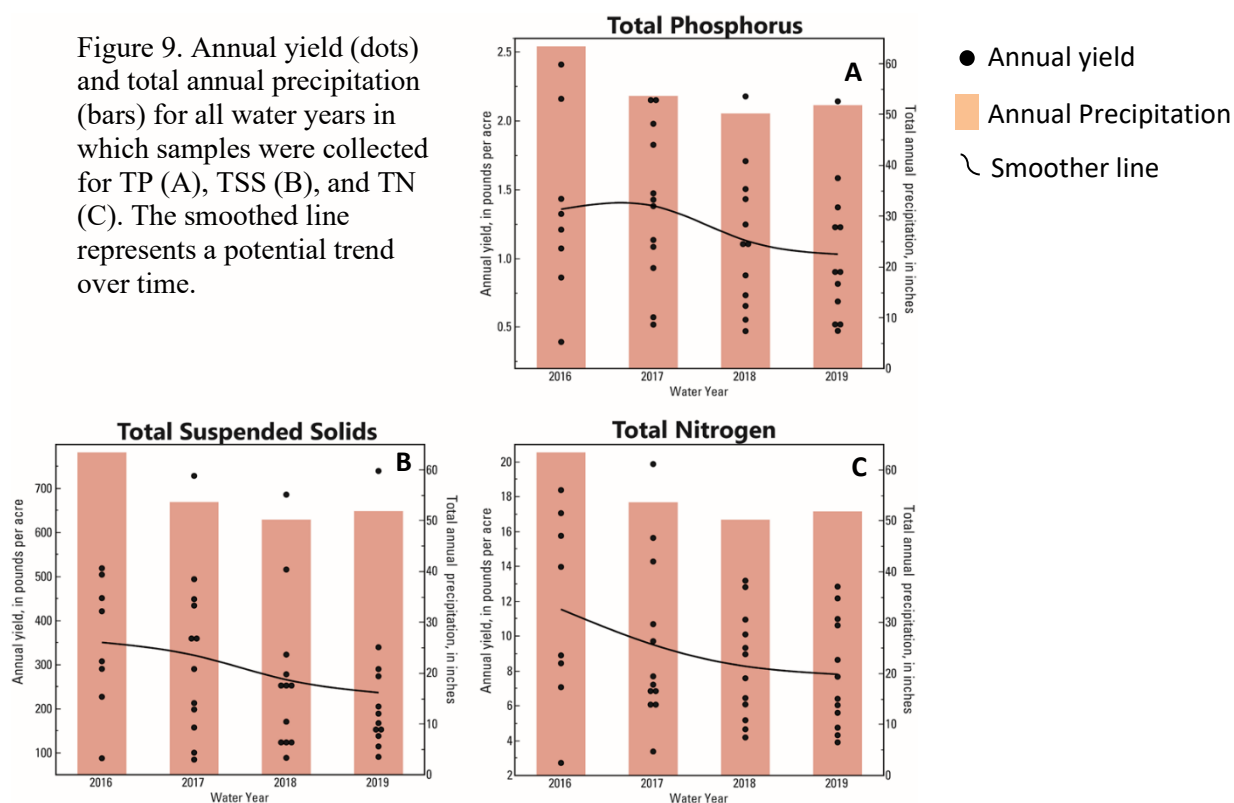 Figure 9. Annual yield (dots)
and total annual precipitation
(bars) for all water years in
which samples were collected
for TP (A), TSS (B), and TN
(C). The smoothed line
represents a potential trend
over time.
Total Phosphorus
A
Annual yield, in pounds per acre
2.5
2.0
1.5
1.0
0.5
60
50
40
30
20
10
0
Total annual precipitation,
in inches
2016 2017 2018 2019
Water Year
Annual yield
Annual Precipitation
Smoother line
Total Suspended Solids
B
Annual yield, in pounds per acre
700
600
500
400
300
200
100
60
50
40
30
20
10
0
Total annual precipitation, in inches
2016 2017 2018 2019
Water Year
Total Nitrogen
C
Annual yield, in pounds per acre
20
18
16
14
12
10
8
6
4
2
60
50
40
30
20
10
0
Total annual precipitation, in inches
2016 2017 2018 2019
Water Year